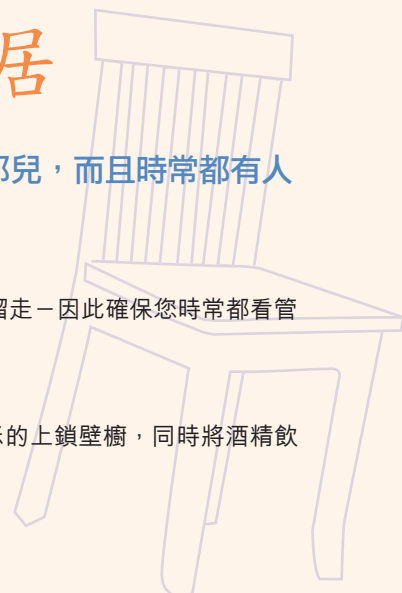 居
那兒，而且時常都有人
溜走－因此確保您時常都看管
的上鎖壁櫥，同時將酒精飲